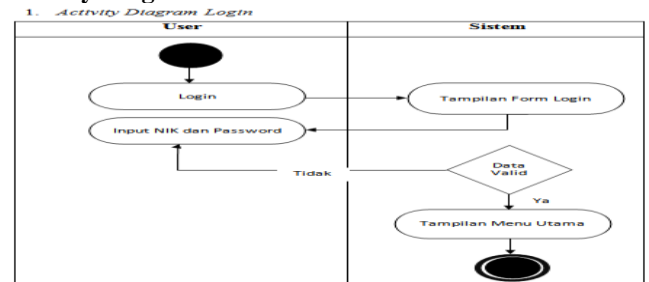 1. Activity Diagram Login
User
Sistem
Login
Tampilan Form Login
Input NIK dan Password
Data
Valid
Tidak
Ya
Tampilan Menu Utama